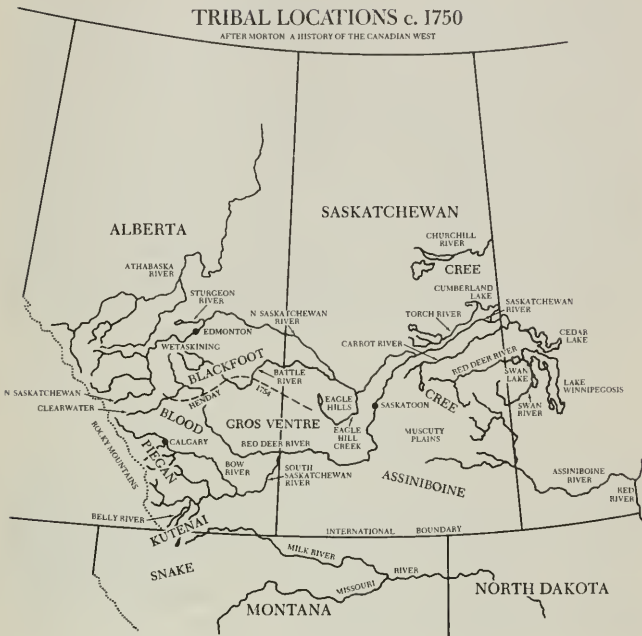 TRIBAL LOCATIONS c. 1750
AFTER MORTON A HISTORY OF THE CANADIAN WEST
ALBERTA
SASKATCHEWAN
CHURCHILL
RIVER
CREE
ATHABASKA
RIVER
CUMBERLAND
LAKE
STURGEON
RIVER
N SASKATCHEWAN
RIVER
TORCH RIVER
SASKATCHEWAN
RIVER
EDMONTON
CARROT RIVER
CEDAR
LAKE
WETASKINING
BLACKFOOT
BATTLE
RIVER
RED DEER RIVER
SWAN
LAKE
LAKE
WINNIPEGOSIS
N SASKATCHEWAN
CLEARWATER
HENDAY
1754
EAGLE
HILLS
SASKATOON
CREE
SWAN
RIVER
BLOOD
GROS VENTRE
EAGLE
HILL
CREEK
MUSCUTY
PLAINS
ROCKY MOUNTAINS
PIEGAN
CALGARY
RED DEER RIVER
BOW
RIVER
SOUTH
SASKATCHEWAN
RIVER
ASSINIBOINE
ASSINIBOINE
RIVER
RED
RIVER
BELLY RIVER
KUTENAI
INTERNATIONAL BOUNDARY
SNAKE
MILK RIVER
MISSOURI
RIVER
MONTANA
NORTH DAKOTA